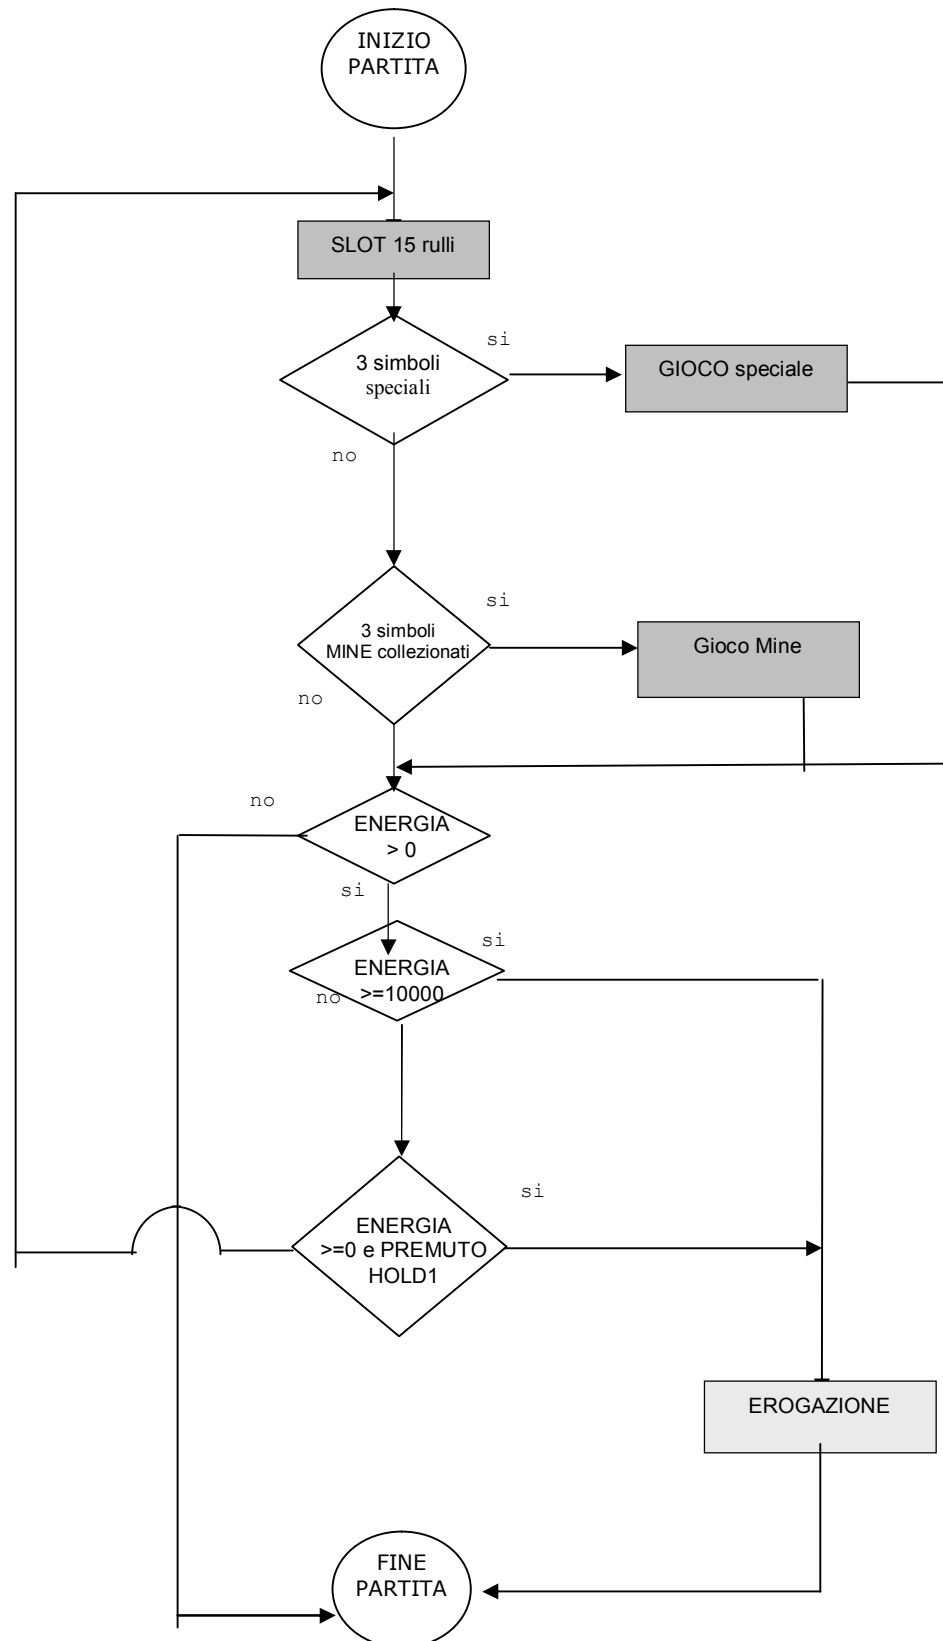 INIZIO
PARTITA
SLOT 15 rulli
si
3 simboli
speciali
GIOCO speciale
no
si
3 simboli
MINE collezionati
Gioco Mine
no
no
ENERGIA
> 0
si
si
ENERGIA
>=10000
no
si
ENERGIA
>=0 e PREMUTO
HOLD1
EROGAZIONE
FINE
PARTITA